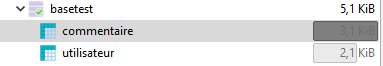 basetest 5,1 KiB
commentaire 3,1 KiB
utilisateur 2,1 KiB